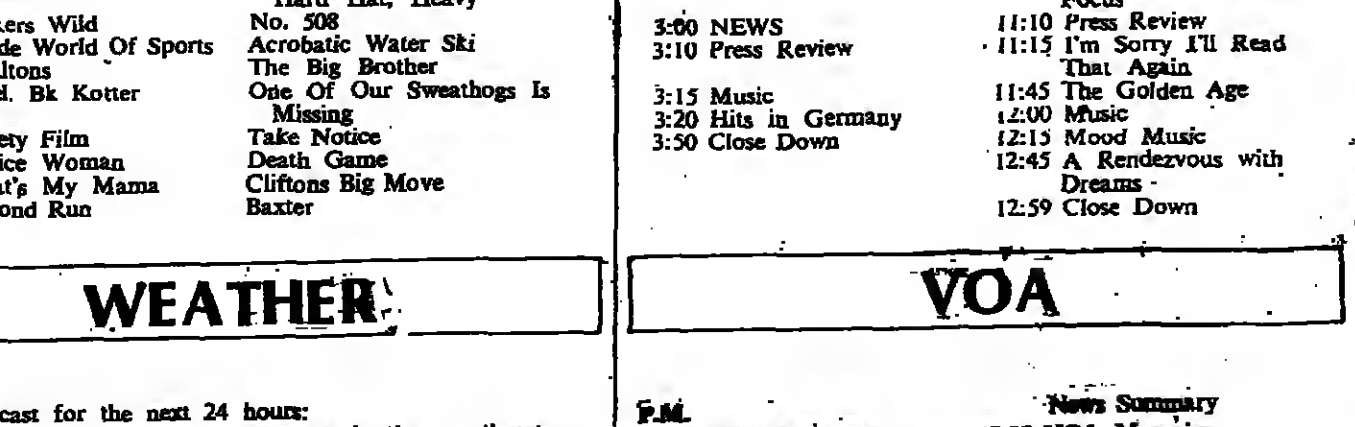 Hard Hat, Heavy
kers Wild No. 508
de World Of Sports Acrobatic Water Ski
ltons The Big Brother
l. Bk Kotter One Of Our Sweathogs Is
Missing
ety Film Take Notice
ice Woman Death Game
at's My Mama Cliftons Big Move
ond Run Baxter
WEATHER
cast for the next 24 hours:
3:00 NEWS
3:10 Press Review
3:15 Music
3:20 Hits in Germany
3:50 Close Down
Focus
11:10 Press Review
11:15 I'm Sorry I'll Read
That Again
11:45 The Golden Age
12:00 Music
12:15 Mood Music
12:45 A Rendezvous with
Dreams -
12:59 Close Down
VOA
P.M.
News Summary